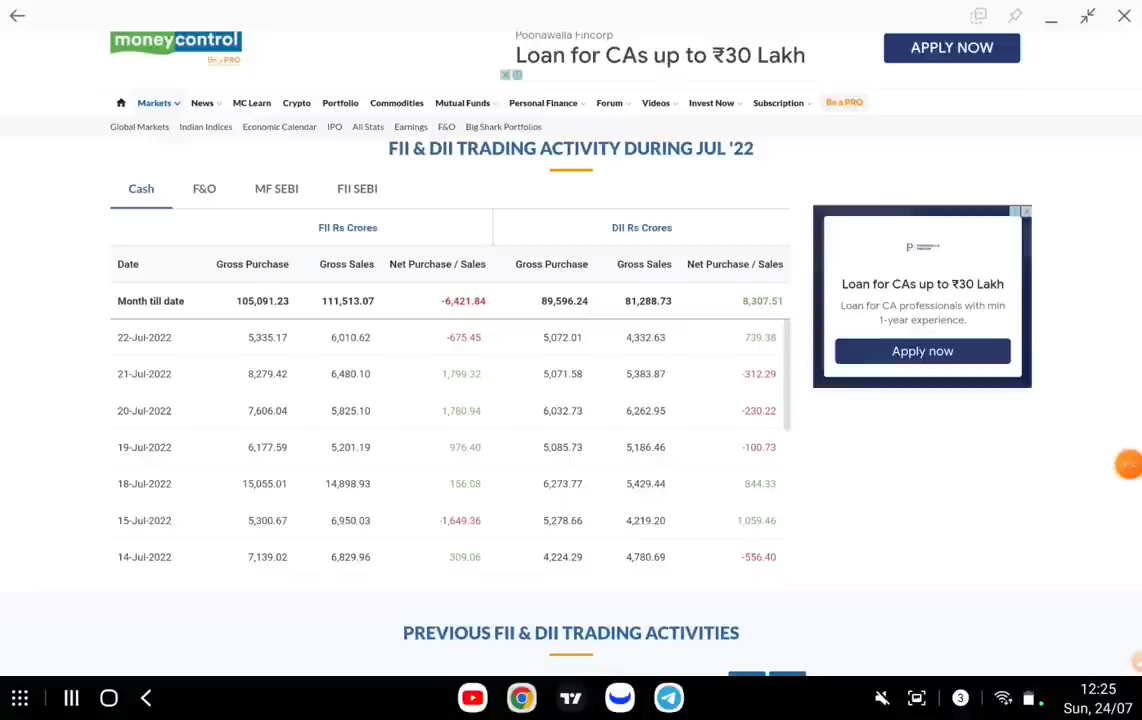 Poonawalla Fincorp
moneycontrol
Be a PRO
Loan for CAs up to ₹30 Lakh
APPLY NOW
Markets News MC Learn Crypto Portfolio Commodities Mutual Funds Personal Finance Forum Videos Invest Now Subscription Be a PRO
Global Markets Indian Indices Economic Calendar IPO All Stats Earnings F&O Big Shark Portfolios
FII & DII TRADING ACTIVITY DURING JUL '22
Cash F&O MF SEBI FII SEBI
FII Rs Crores DII Rs Crores
Date Gross Purchase Gross Sales Net Purchase / Sales Gross Purchase Gross Sales Net Purchase / Sales
Month till date 105,091.23 111,513.07 -6,421.84 89,596.24 81,288.73 8,307.51
22-Jul-2022 5,335.17 6,010.62 -675.45 5,072.01 4,332.63 739.38
21-Jul-2022 8,279.42 6,480.10 1,799.32 5,071.58 5,383.87 -312.29
20-Jul-2022 7,606.04 5,825.10 1,780.94 6,032.73 6,262.95 -230.22
19-Jul-2022 6,177.59 5,201.19 976.40 5,085.73 5,186.46 -100.73
18-Jul-2022 15,055.01 14,898.93 156.08 6,273.77 5,429.44 844.33
15-Jul-2022 5,300.67 6,950.03 -1,649.36 5,278.66 4,219.20 1,059.46
14-Jul-2022 7,139.02 6,829.96 309.06 4,224.29 4,780.69 -556.40
Loan for CAs up to ₹30 Lakh
Loan for CA professionals with min
1-year experience.
Apply now
PREVIOUS FII & DII TRADING ACTIVITIES
3
12:25
Sun, 24/07